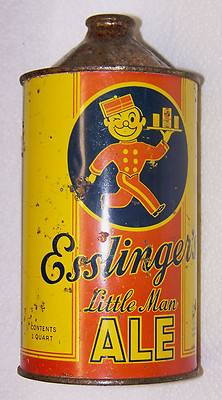 Esslinger's
Little Man
ALE
CONTENTS
1 QUART